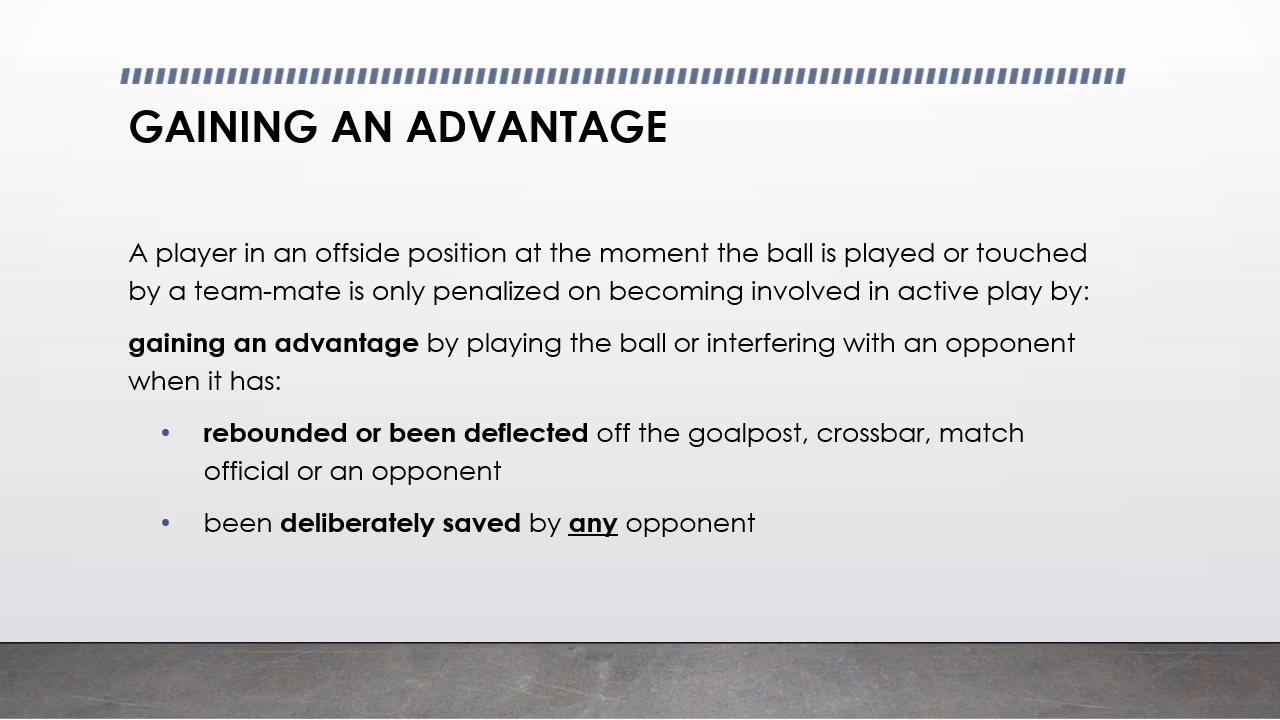 GAINING AN ADVANTAGE
A player in an offside position at the moment the ball is played or touched
by a team-mate is only penalized on becoming involved in active play by:
gaining an advantage by playing the ball or interfering with an opponent
when it has:
• rebounded or been deflected off the goalpost, crossbar, match
official or an opponent
• been deliberately saved by any opponent